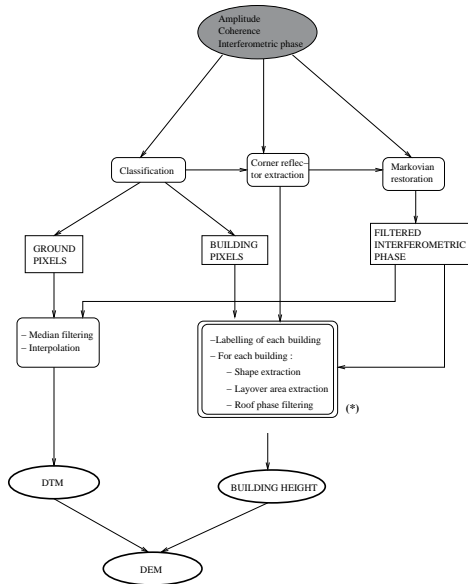 Amplitude
Coherence
Interferometric phase
Classification
Corner reflec–
tor extraction
Markovian
restoration
GROUND
PIXELS
BUILDING
PIXELS
FILTERED
INTERFEROMETRIC
PHASE
– Median filtering
– Interpolation
–Labelling of each building
– For each building :
– Shape extraction
– Layover area extraction
– Roof phase filtering
(*)
DTM
BUILDING HEIGHT
DEM